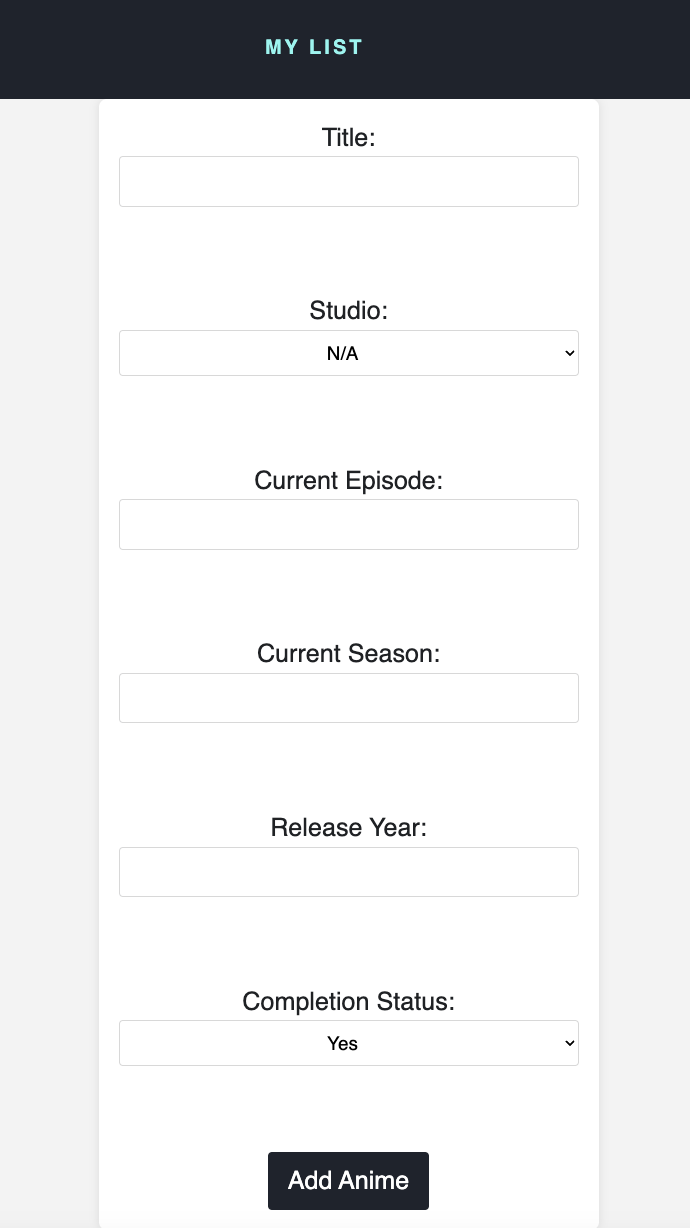 MY LIST
Title:
Studio:
N/A
Current Episode:
Current Season:
Release Year:
Completion Status:
Yes
Add Anime